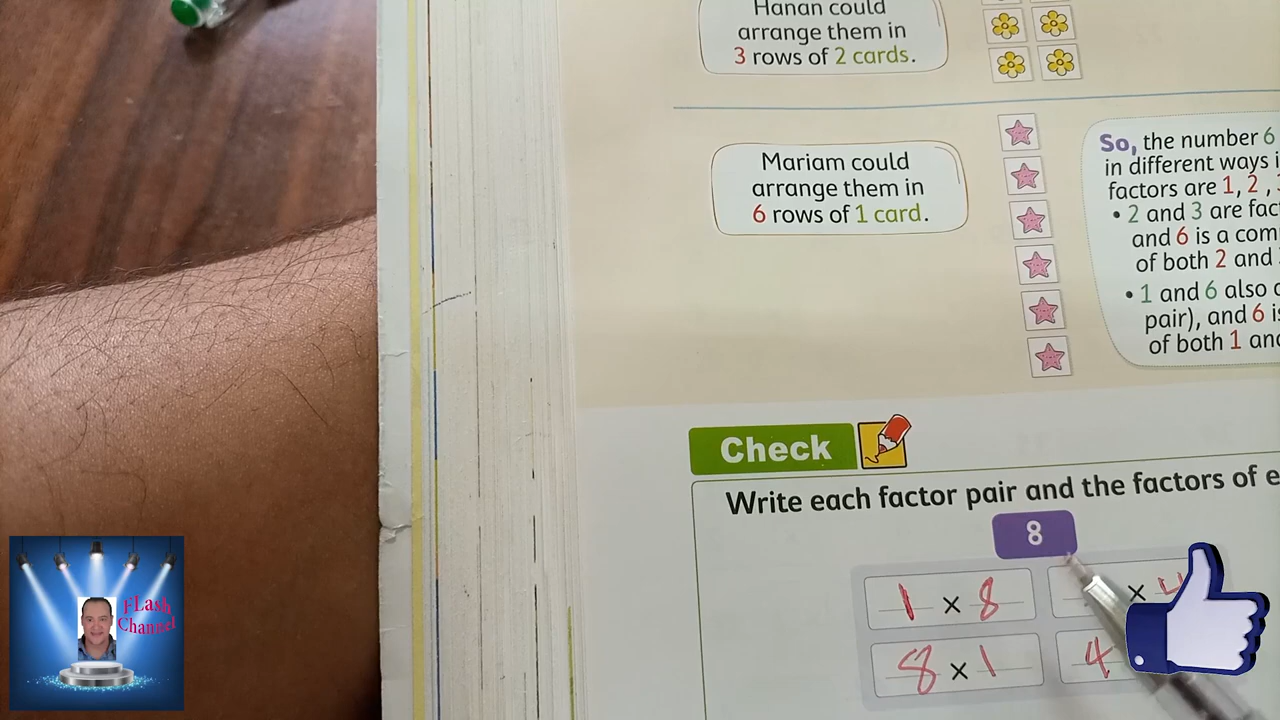 Hanan could
arrange them in
3 rows of 2 cards.
Mariam could
arrange them in
6 rows of 1 card.
So, the number 6
in different ways
factors are 1, 2,
• 2 and 3 are
and 6 is a
of both 2 and
• 1 and 6 also
pair), and 6
of both 1
Check
Write each factor pair and the factors of
8
1 × 8
× 4
8 × 1
4
FLash
Channel